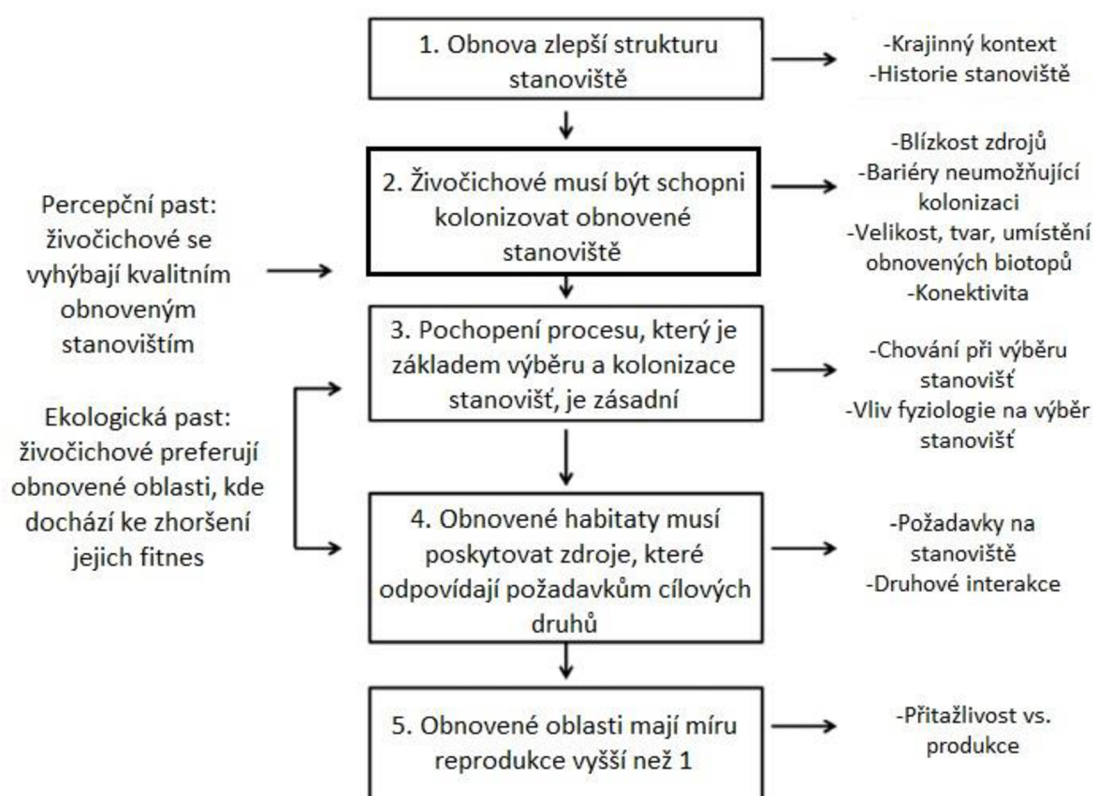 1. Obnova zlepší strukturu
stanoviště
-Krajinný kontext
-Historie stanoviště
2. Živočichové musí být schopni
kolonizovat obnovené
stanoviště
-Blízkost zdrojů
-Bariéry neumožňující
kolonizaci
-Velikost, tvar, umístění
obnovených biotopů
-Konektivita
Percepční past:
živočichové se
vyhýbají kvalitním
obnoveným
stanovištím
3. Pochopení procesu, který je
základem výběru a kolonizace
stanovišť, je zásadní
-Chování při výběru
stanovišť
-Vliv fyziologie na výběr
stanovišť
Ekologická past:
živočichové preferují
obnovené oblasti, kde
dochází ke zhoršení
jejich fitnes
4. Obnovené habitaty musí
poskytovat zdroje, které
odpovídají požadavkům cílových
druhů
-Požadavky na
stanoviště
-Druhové interakce
5. Obnovené oblasti mají míru
reprodukce vyšší než 1
-Přitažlivost vs.
produkce